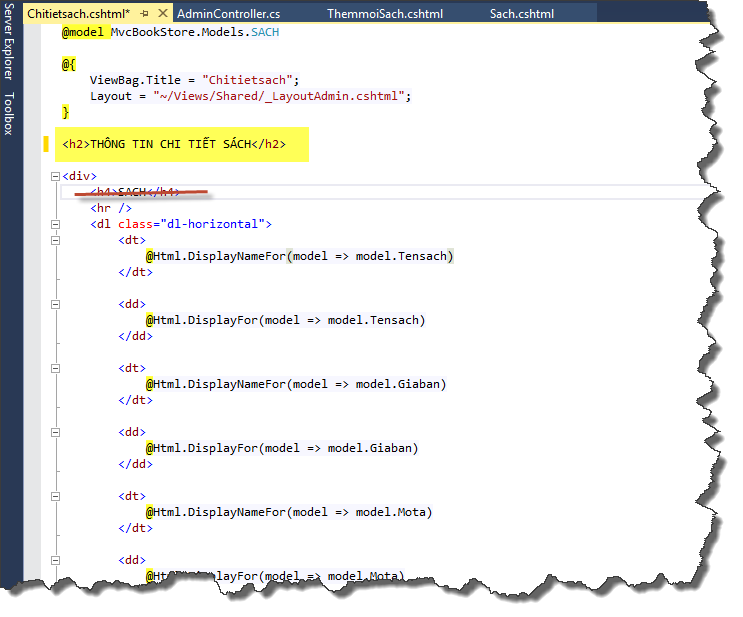 Server Explorer
Toolbox
Chitietsach.cshtml* AdminController.cs ThemmoiSach.cshtml Sach.cshtml
@model MvcBookStore.Models.SACH
@{
ViewBag.Title = "Chitietsach";
Layout = "~/Views/Shared/_LayoutAdmin.cshtml";
}
<h2>THÔNG TIN CHI TIẾT SÁCH</h2>
<div>
<h4>SACH</h4>
<hr />
<dl class="dl-horizontal">
<dt>
@Html.DisplayNameFor(model => model.Tensach)
</dt>
<dd>
@Html.DisplayFor(model => model.Tensach)
</dd>
<dt>
@Html.DisplayNameFor(model => model.Giaban)
</dt>
<dd>
@Html.DisplayFor(model => model.Giaban)
</dd>
<dt>
@Html.DisplayNameFor(model => model.Mota)
</dt>
<dd>
@Html.DisplayFor(model => model.Mota)